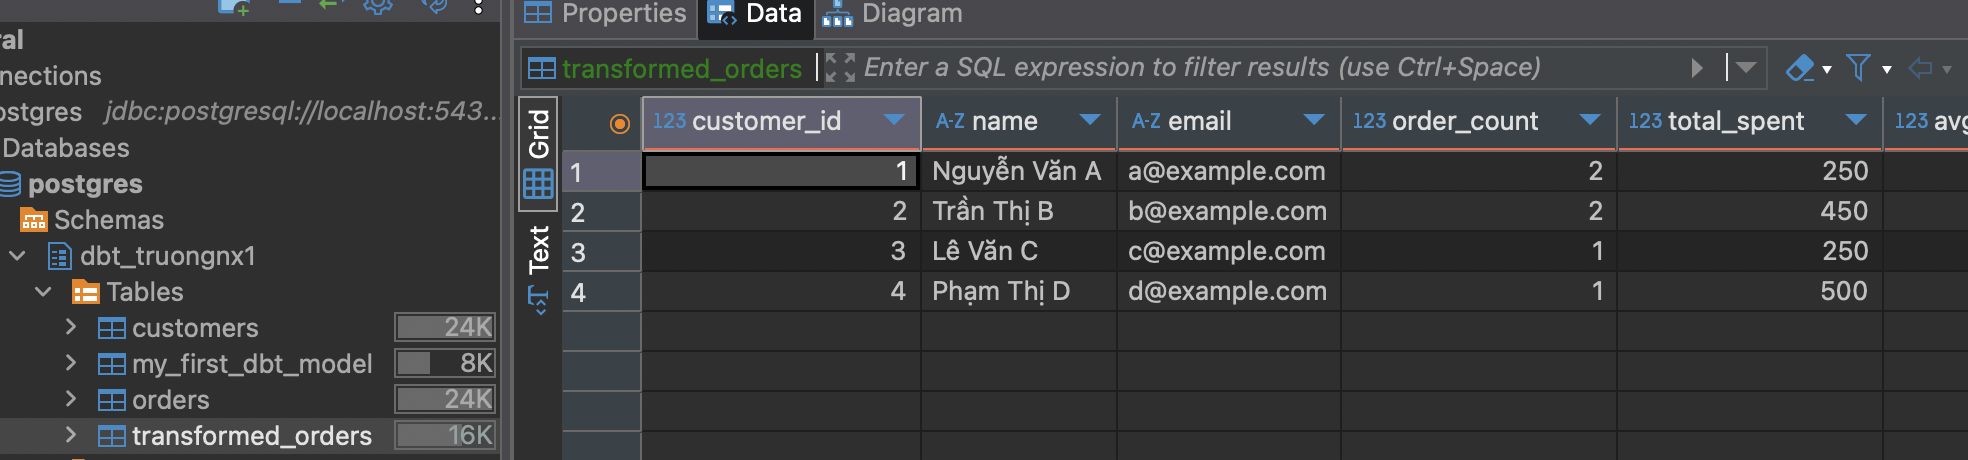 Properties Data Diagram
ral
nnections
transformed_orders Enter a SQL expression to filter results (use Ctrl+Space)
ostgres jdbc:postgresql://localhost:543...
Grid 123 customer_id A-Z name A-Z email 123 order_count 123 total_spent 123 avg
Databases
1 1 Nguyễn Văn A a@example.com 2 250
postgres
2 2 Trần Thị B b@example.com 2 450
Schemas
3 3 Lê Văn C c@example.com 1 250
Text
dbt_truongnx1
4 4 Phạm Thị D d@example.com 1 500
Tables
customers 24K
my_first_dbt_model 8K
orders 24K
transformed_orders 16K